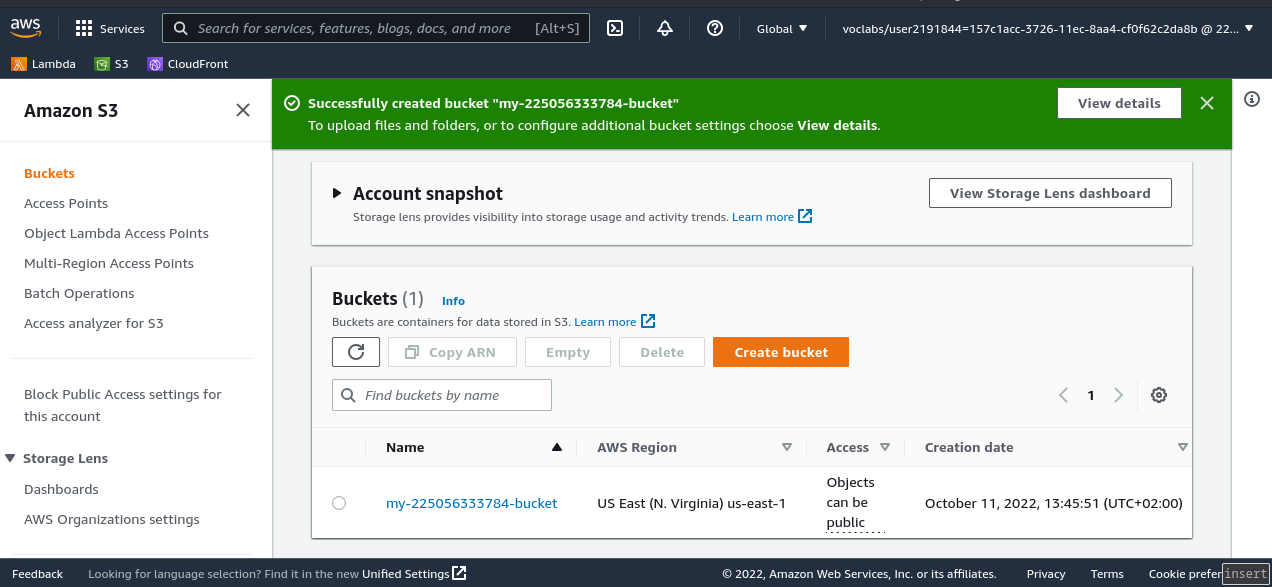 aws
Services
Search for services, features, blogs, docs, and more [Alt+S]
Global
voclabs/user2191844=157c1acc-3726-11ec-8aa4-cf0f62c2da8b @ 22...
Lambda
S3
CloudFront
Amazon S3
Buckets
Access Points
Object Lambda Access Points
Multi-Region Access Points
Batch Operations
Access analyzer for S3
Block Public Access settings for
this account
Storage Lens
Dashboards
AWS Organizations settings
Successfully created bucket "my-225056333784-bucket"
To upload files and folders, or to configure additional bucket settings choose View details.
View details
Account snapshot
Storage lens provides visibility into storage usage and activity trends. Learn more
View Storage Lens dashboard
Buckets (1) Info
Buckets are containers for data stored in S3. Learn more
Copy ARN
Empty
Delete
Create bucket
Find buckets by name
1
Name
AWS Region
Access
Creation date
my-225056333784-bucket
US East (N. Virginia) us-east-1
Objects
can be
public
October 11, 2022, 13:45:51 (UTC+02:00)
Feedback
Looking for language selection? Find it in the new Unified Settings
© 2022, Amazon Web Services, Inc. or its affiliates.
Privacy
Terms
Cookie prefer
insert